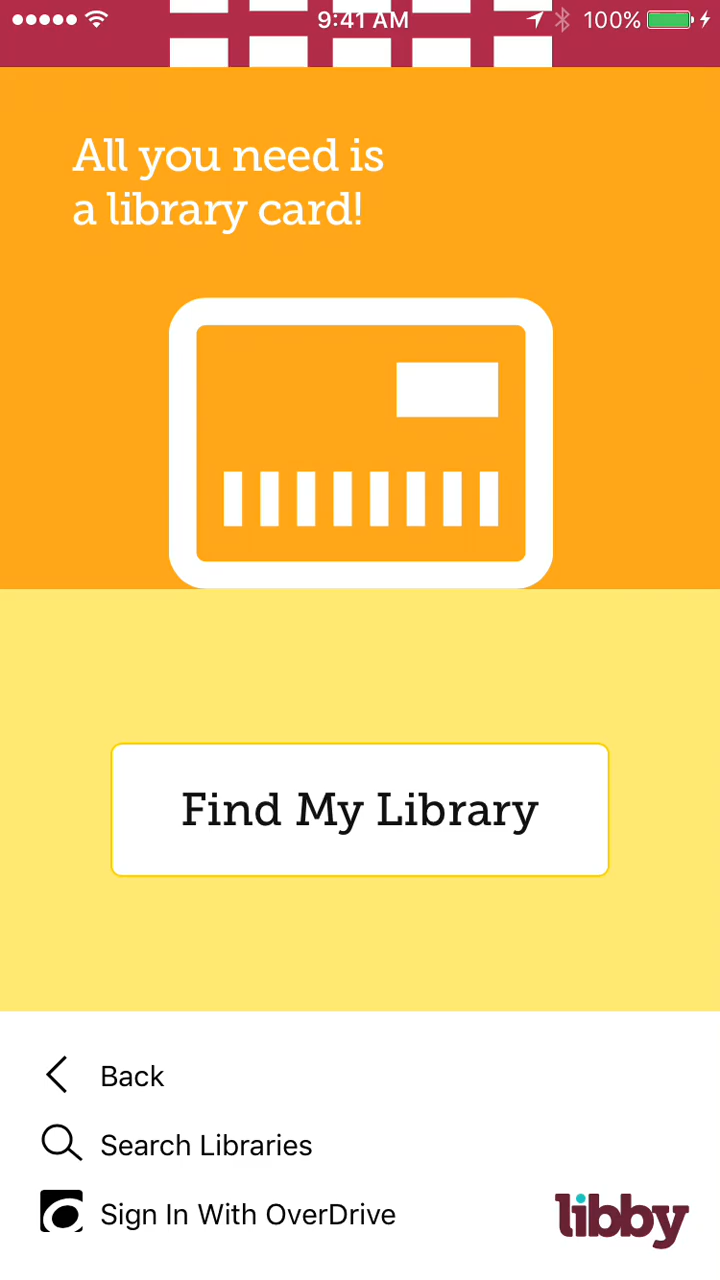 9:41 AM 100%
All you need is
a library card!
Find My Library
Back
Search Libraries
Sign In With OverDrive
libby